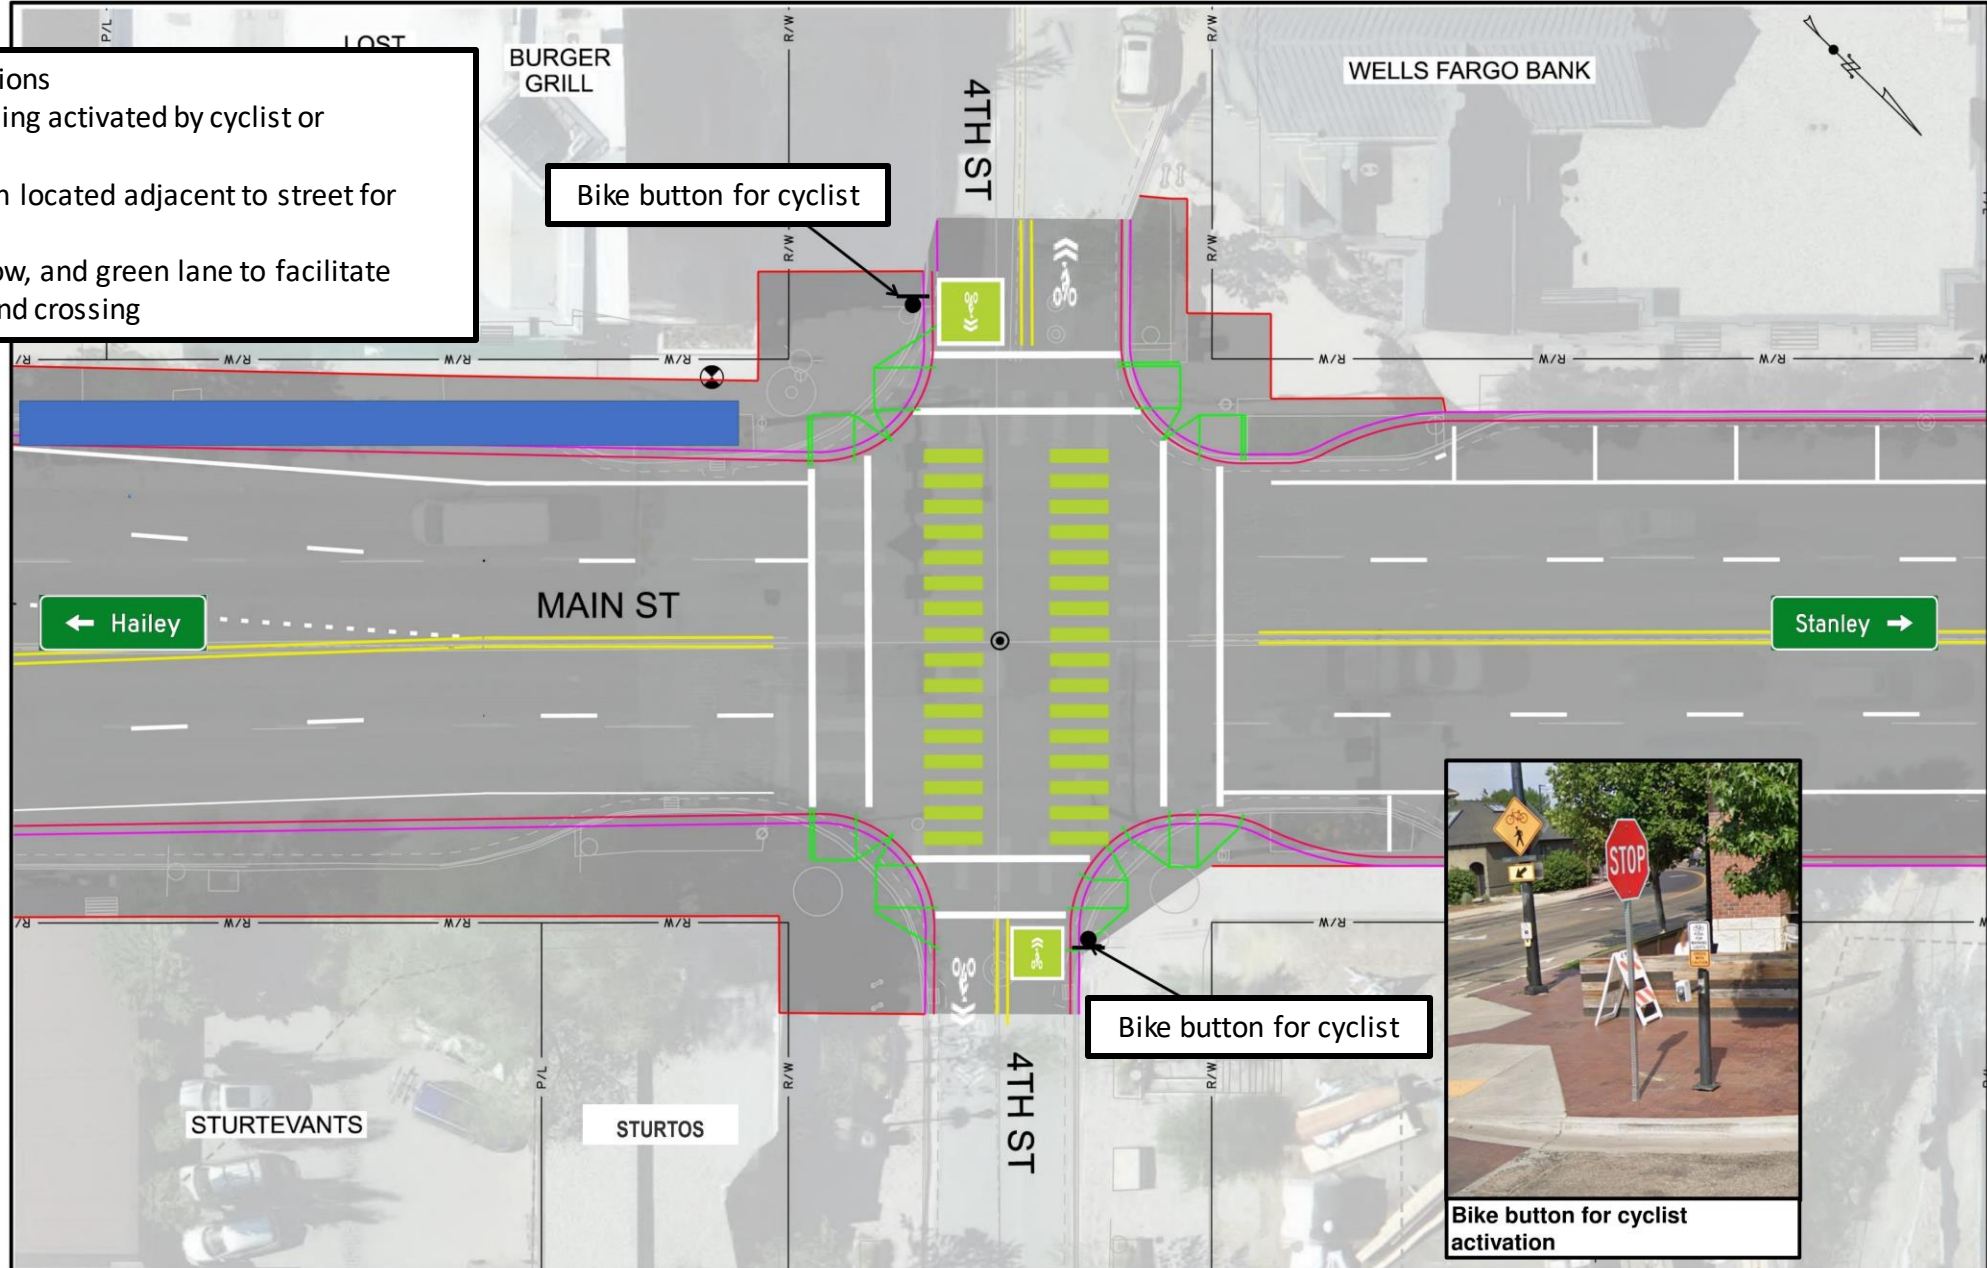 P/L
R/W
R/W
LOST
BURGER
GRILL
WELLS FARGO BANK
ions
ing activated by cyclist or
n located adjacent to street for
ow, and green lane to facilitate
nd crossing
4TH ST
Bike button for cyclist
R/W
R/W
R/W
R/W
R/W
R/W
R/W
R/W
MAIN ST
← Hailey
Stanley →
STOP
R/W
R/W
R/W
R/W
Bike button for cyclist
P/L
R/W
R/W
4TH ST
STURTEVANTS
STURTOS
Bike button for cyclist
activation